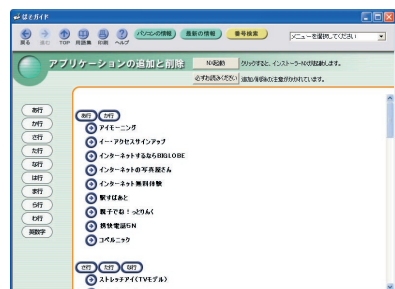 ぱそガイド
戻る 進む TOP 用語集 印刷 ヘルプ
パソコンの情報 最新の情報 番号検索
メニューを選択してください
アプリケーションの追加と削除
NX起動 クリックすると、インストーラ-NXが起動します。
必ずお読みください 追加/削除の注意が書かれています。
あ行
か行
さ行
た行
な行
は行
ま行
ら行
わ行
英数字
あ行 か行
アイモーニング
イー・アクセスサインアップ
インターネットするならBIGLOBE
インターネットの写真屋さん
インターネット無料体験
駅すぱあと
親子でね!っとりんく
携快電話5N
コペルニック
さ行 た行 な行
ストレッチアイ(TVモデル)